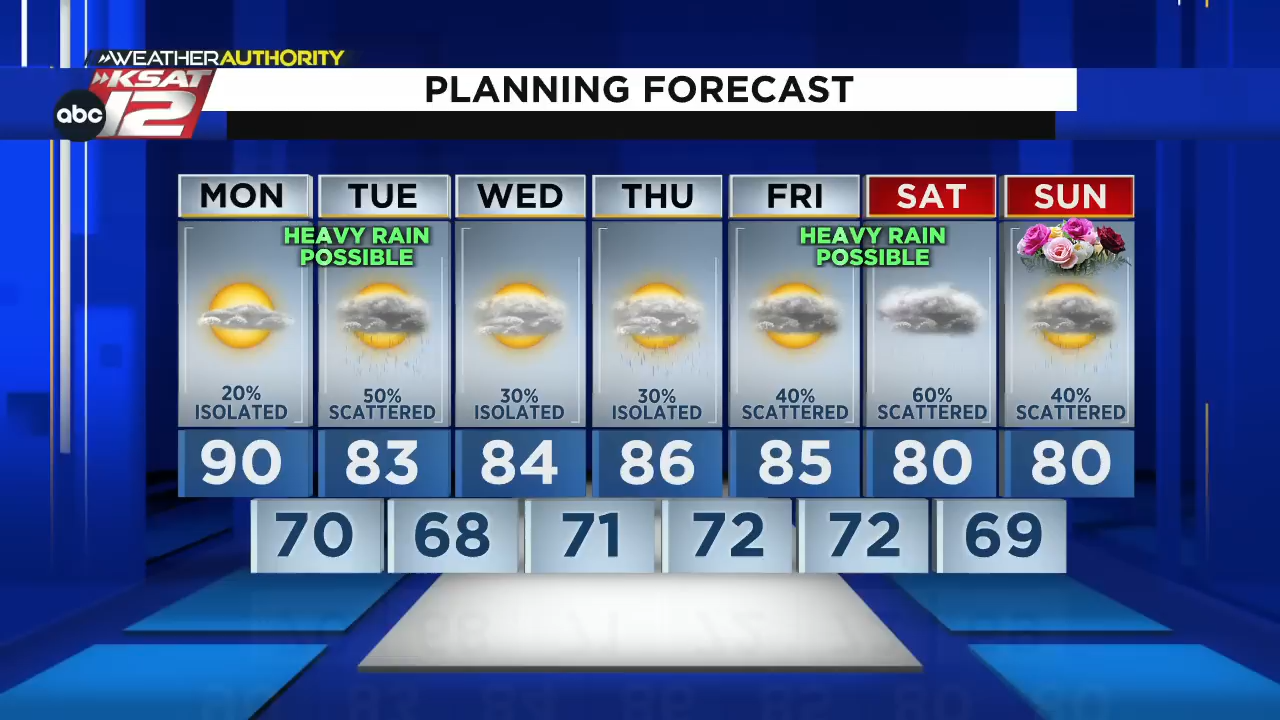 WEATHERAUTHORITY
KSAT
abc 12
PLANNING FORECAST
MON TUE WED THU FRI SAT SUN
HEAVY RAIN POSSIBLE
HEAVY RAIN POSSIBLE
20% 50% 30% 30% 40% 60% 40%
ISOLATED SCATTERED ISOLATED ISOLATED SCATTERED SCATTERED SCATTERED
90 83 84 86 85 80 80
70 68 71 72 72 69